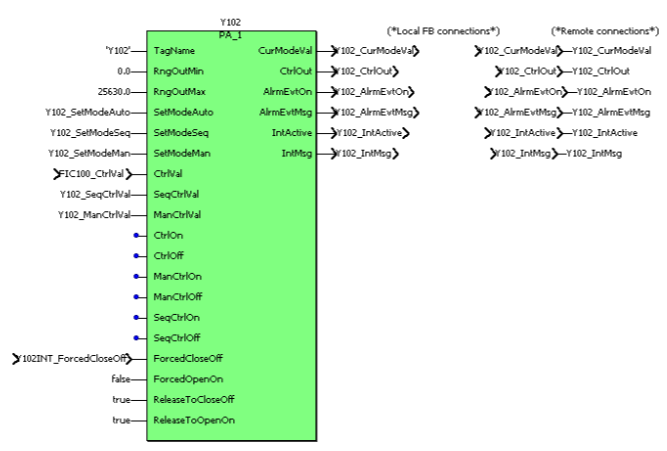 Y102
(*Local FB connections*) (*Remote connections*)
PA_1
'Y102' TagName CurModeVal Y102_CurModeVal Y102_CurModeVal Y102_CurModeVal
0.0 RngOutMin CtrlOut Y102_CtrlOut Y102_CtrlOut Y102_CtrlOut
25630.0 RngOutMax AlrmEvtOn Y102_AlrmEvtOn Y102_AlrmEvtOn Y102_AlrmEvtOn
Y102_SetModeAuto SetModeAuto AlrmEvtMsg Y102_AlrmEvtMsg Y102_AlrmEvtMsg Y102_AlrmEvtMsg
Y102_SetModeSeq SetModeSeq IntActive Y102_IntActive Y102_IntActive Y102_IntActive
Y102_SetModeMan SetModeMan IntMsg Y102_IntMsg Y102_IntMsg Y102_IntMsg
FIC100_CtrlVal CtrlVal
Y102_SeqCtrlVal SeqCtrlVal
Y102_ManCtrlVal ManCtrlVal
CtrlOn
CtrlOff
ManCtrlOn
ManCtrlOff
SeqCtrlOn
SeqCtrlOff
Y102INT_ForcedCloseOff ForcedCloseOff
false ForcedOpenOn
true ReleaseToCloseOff
true ReleaseToOpenOn